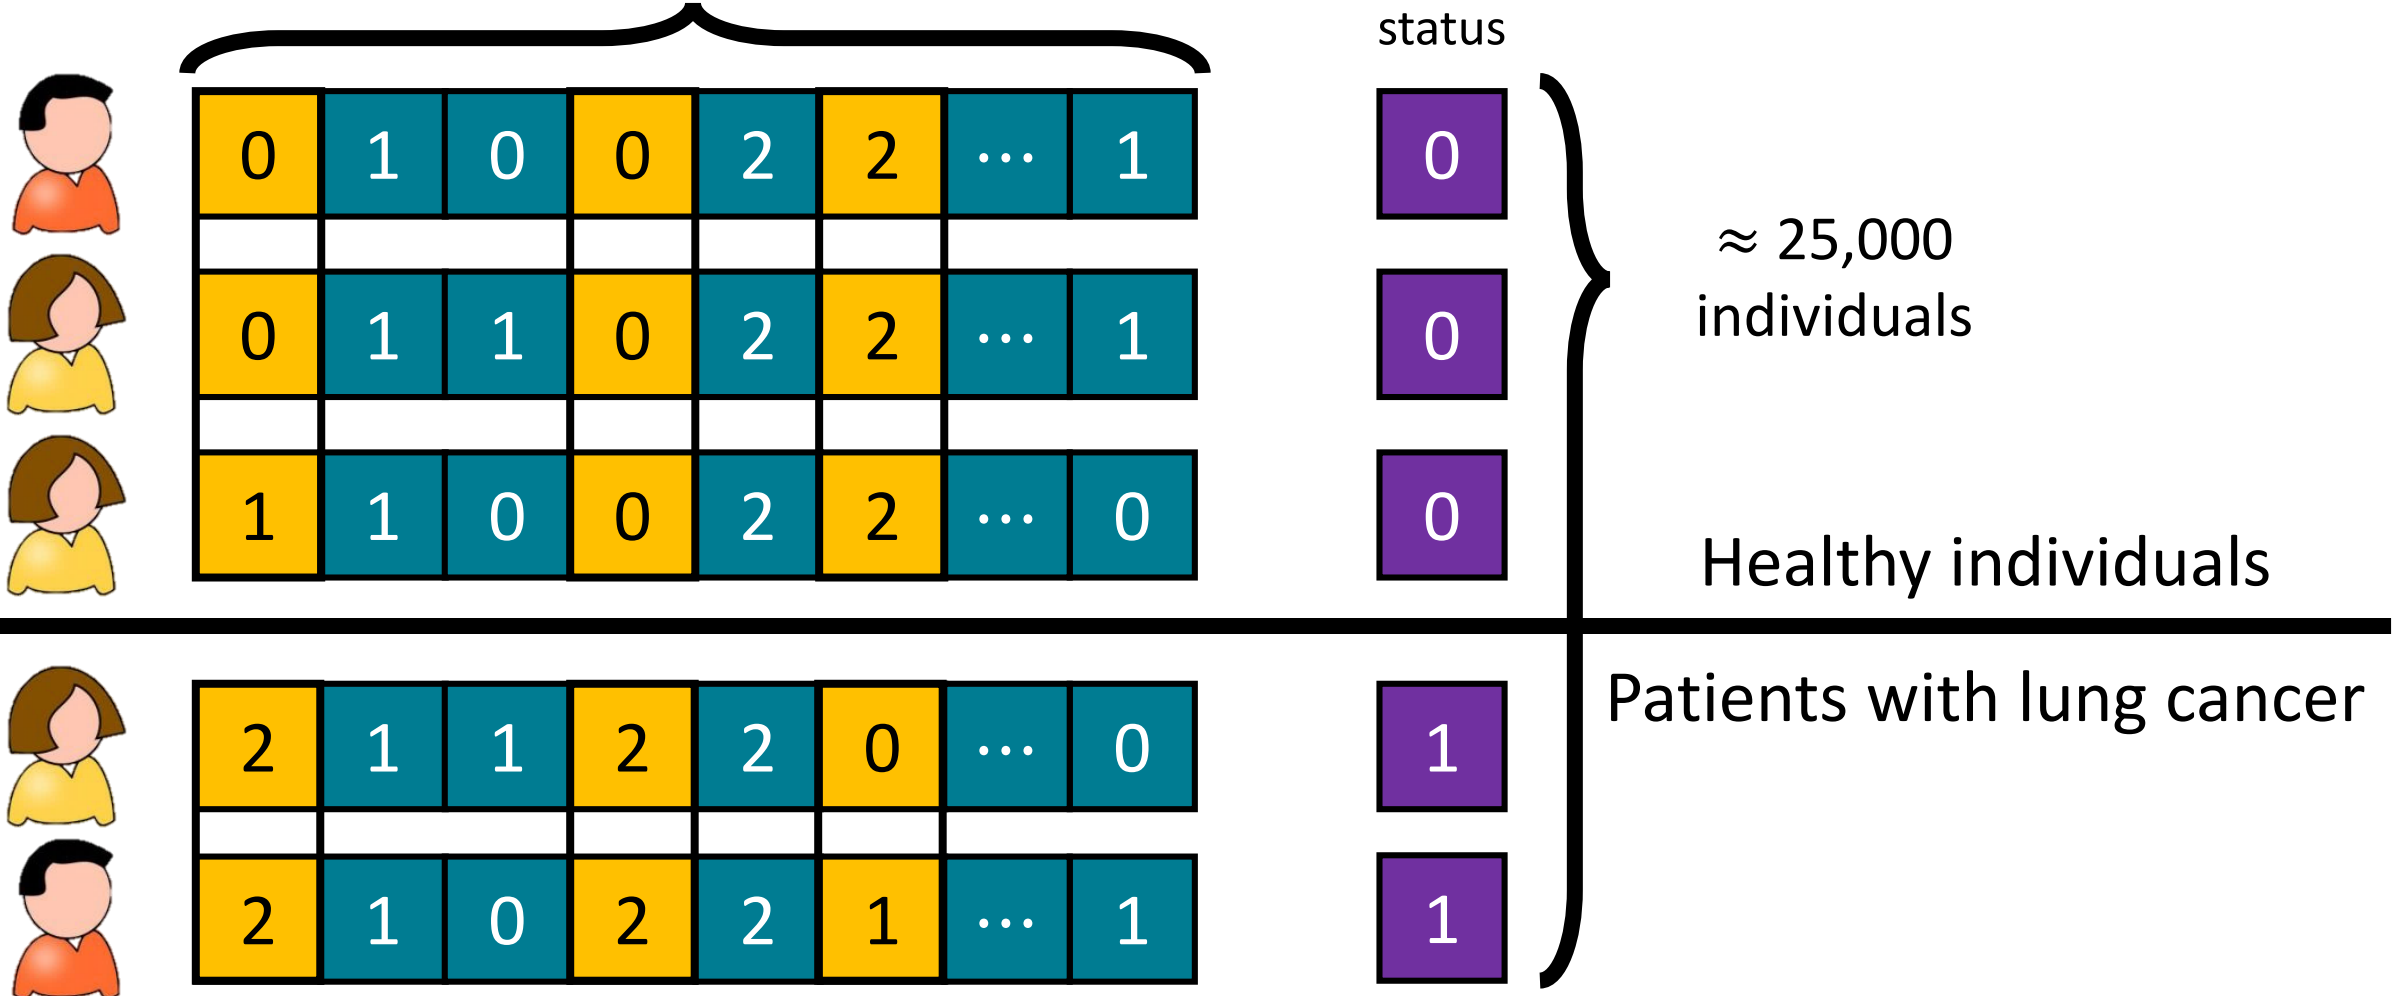 status
0 1 0 0 2 2 ... 1 0
≈ 25,000
individuals
0 1 1 0 2 2 ... 1 0
1 1 0 0 2 2 ... 0 0
Healthy individuals
Patients with lung cancer
2 1 1 2 2 0 ... 0 1
2 1 0 2 2 1 ... 1 1